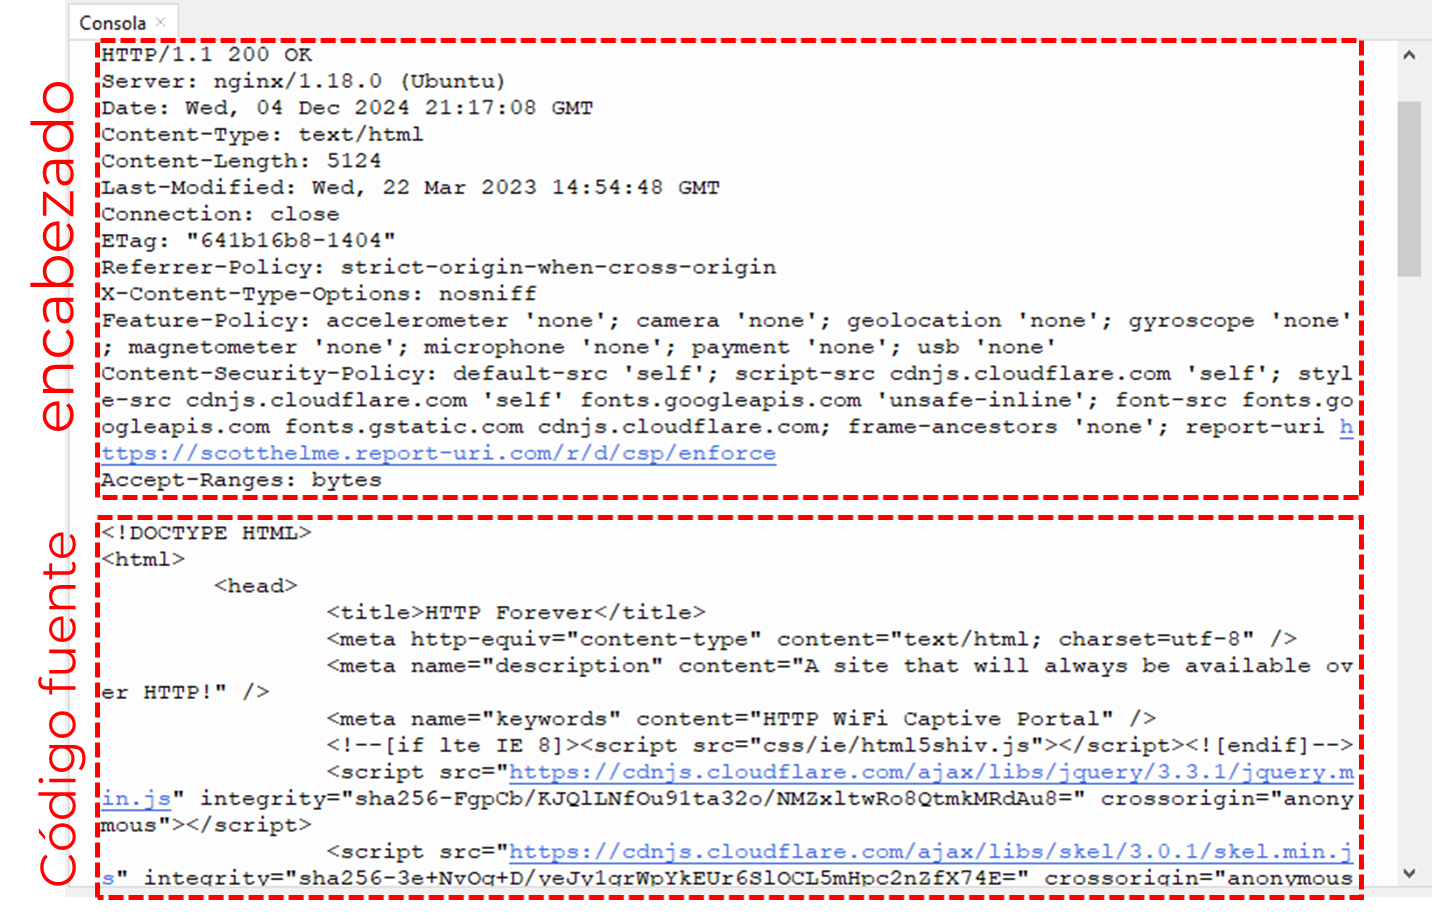 Consola
encabezado
HTTP/1.1 200 OK
Server: nginx/1.18.0 (Ubuntu)
Date: Wed, 04 Dec 2024 21:17:08 GMT
Content-Type: text/html
Content-Length: 5124
Last-Modified: Wed, 22 Mar 2023 14:54:48 GMT
Connection: close
ETag: "641b16b8-1404"
Referrer-Policy: strict-origin-when-cross-origin
X-Content-Type-Options: nosniff
Feature-Policy: accelerometer 'none'; camera 'none'; geolocation 'none'; gyroscope 'none'
; magnetometer 'none'; microphone 'none'; payment 'none'; usb 'none'
Content-Security-Policy: default-src 'self'; script-src cdnjs.cloudflare.com 'self'; styl
e-src cdnjs.cloudflare.com 'self' fonts.googleapis.com 'unsafe-inline'; font-src fonts.go
ogleapis.com fonts.gstatic.com cdnjs.cloudflare.com; frame-ancestors 'none'; report-uri h
ttps://scotthelme.report-uri.com/r/d/csp/enforce
Accept-Ranges: bytes
Código fuente
<!DOCTYPE HTML>
<html>
<head>
<title>HTTP Forever</title>
<meta http-equiv="content-type" content="text/html; charset=utf-8" />
<meta name="description" content="A site that will always be available ov
er HTTP!" />
<meta name="keywords" content="HTTP WiFi Captive Portal" />
<!--[if lte IE 8]><script src="css/ie/html5shiv.js"></script><![endif]-->
<script src="https://cdnjs.cloudflare.com/ajax/libs/jquery/3.3.1/jquery.m
in.js" integrity="sha256-FgpCb/KJQlLNfOu91ta32o/NMZxltwRo8QtmkMRdAu8=" crossorigin="anony
mous"></script>
<script src="https://cdnjs.cloudflare.com/ajax/libs/skel/3.0.1/skel.min.j
s" integrity="sha256-3e+NvOq+D/yeJy1qrWpYkEUr6SlOCL5mHpc2nZfX74E=" crossorigin="anonymous